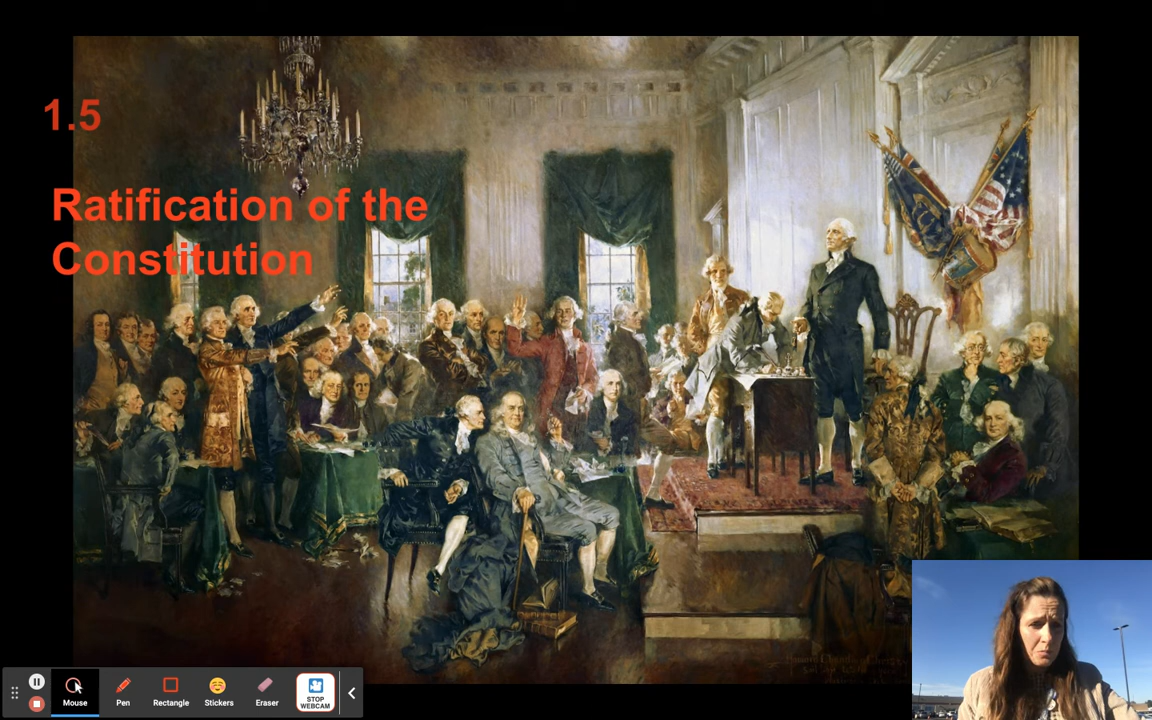 1.5
Ratification of the
Constitution
Mouse
Pen
Rectangle
Stickers
Eraser
STOP
WEBCAM